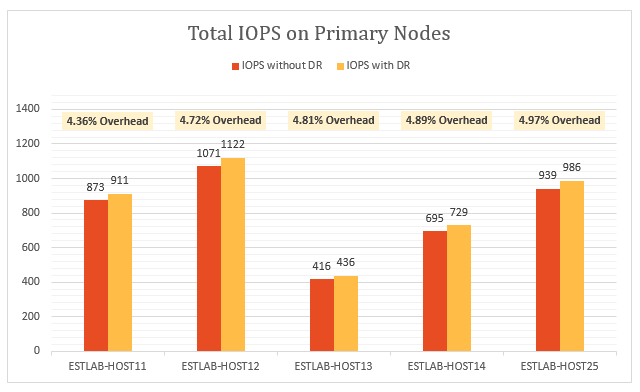 Total IOPS on Primary Nodes
IOPS without DR IOPS with DR
1400
1200
1000
800
600
400
200
0
4.36% Overhead 4.72% Overhead 4.81% Overhead 4.89% Overhead 4.97% Overhead
873 911 1071 1122 416 436 695 729 939 986
ESTLAB-HOST11 ESTLAB-HOST12 ESTLAB-HOST13 ESTLAB-HOST14 ESTLAB-HOST25